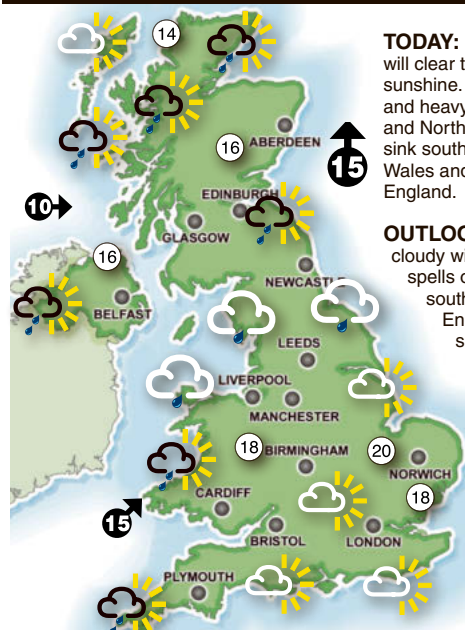 TODAY:
will clear t
sunshine.
and heavy
and North
sink south
Wales and
England.
OUTLOO
cloudy wi
spells o
south
En
s
14
16
ABERDEEN
15
10
EDINBURGH
GLASGOW
16
BELFAST
NEWCASTLE
LEEDS
LIVERPOOL
MANCHESTER
18
BIRMINGHAM
20
NORWICH
18
CARDIFF
15
BRISTOL
LONDON
PLYMOUTH
15